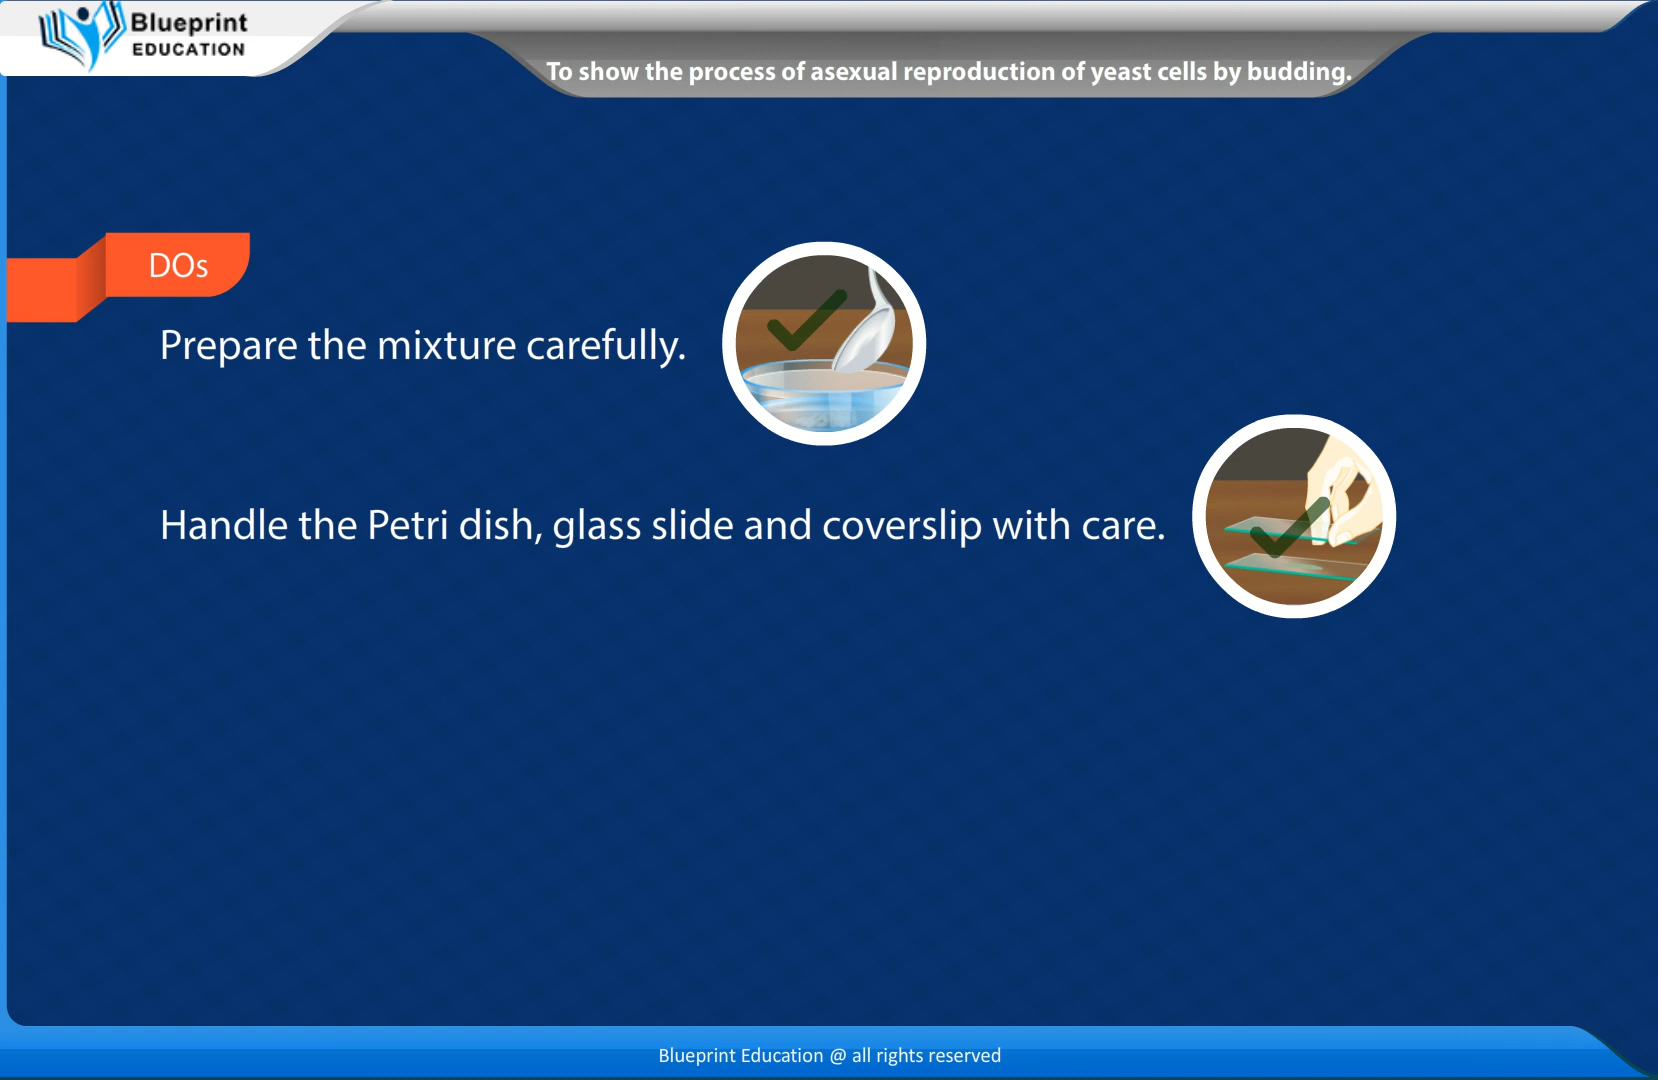 Blueprint
EDUCATION
To show the process of asexual reproduction of yeast cells by budding.
DOs
Prepare the mixture carefully.
Handle the Petri dish, glass slide and coverslip with care.
Blueprint Education @ all rights reserved